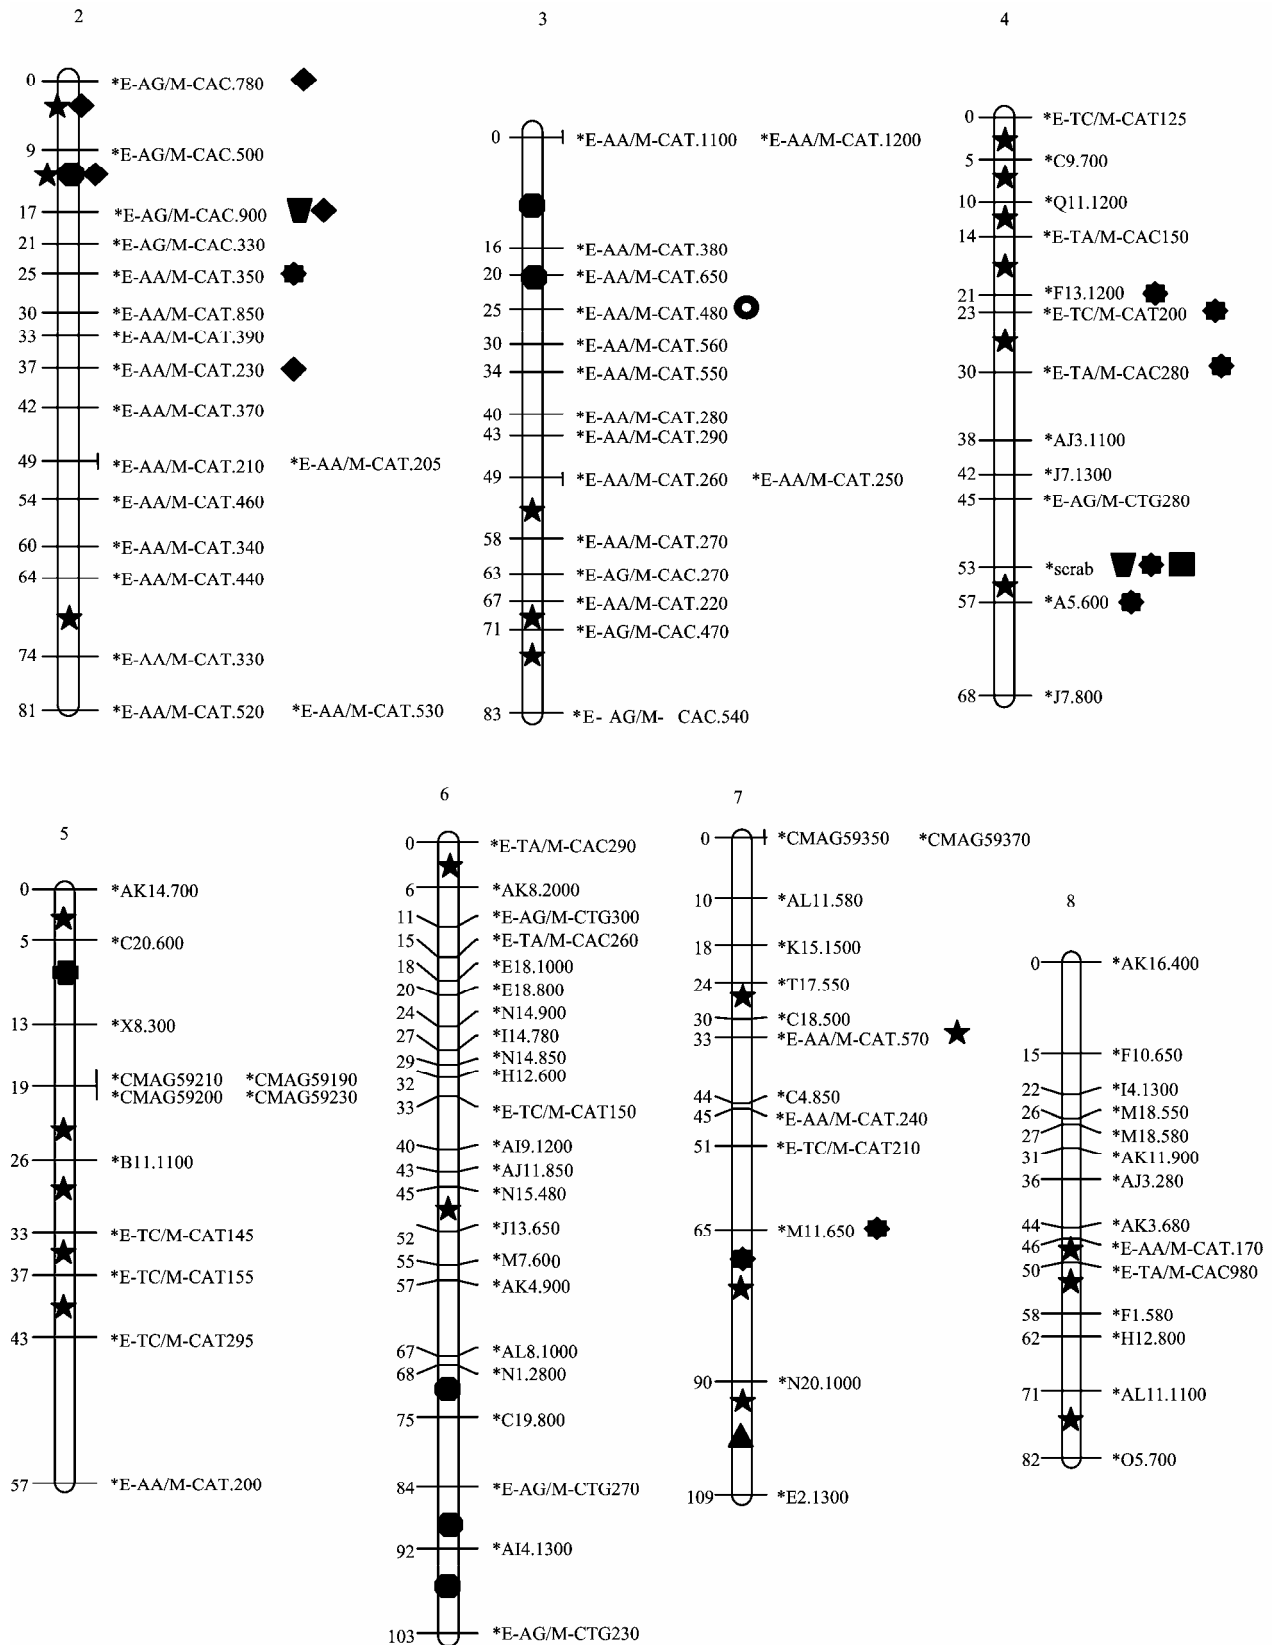 2
0 *E-AG/M-CAC.780
9 *E-AG/M-CAC.500
17 *E-AG/M-CAC.900
21 *E-AG/M-CAC.330
25 *E-AA/M-CAT.350
30 *E-AA/M-CAT.850
33 *E-AA/M-CAT.390
37 *E-AA/M-CAT.230
42 *E-AA/M-CAT.370
49 *E-AA/M-CAT.210 *E-AA/M-CAT.205
54 *E-AA/M-CAT.460
60 *E-AA/M-CAT.340
64 *E-AA/M-CAT.440
74 *E-AA/M-CAT.330
81 *E-AA/M-CAT.520 *E-AA/M-CAT.530
3
0 *E-AA/M-CAT.1100 *E-AA/M-CAT.1200
16 *E-AA/M-CAT.380
20 *E-AA/M-CAT.650
25 *E-AA/M-CAT.480
30 *E-AA/M-CAT.560
34 *E-AA/M-CAT.550
40 *E-AA/M-CAT.280
43 *E-AA/M-CAT.290
49 *E-AA/M-CAT.260 *E-AA/M-CAT.250
58 *E-AA/M-CAT.270
63 *E-AG/M-CAC.270
67 *E-AA/M-CAT.220
71 *E-AG/M-CAC.470
83 *E- AG/M- CAC.540
4
0 *E-TC/M-CAT125
5 *C9.700
10 *Q11.1200
14 *E-TA/M-CAC150
21 *F13.1200
23 *E-TC/M-CAT200
30 *E-TA/M-CAC280
38 *AJ3.1100
42 *J7.1300
45 *E-AG/M-CTG280
53 *scrab
57 *A5.600
68 *J7.800
5
0 *AK14.700
5 *C20.600
13 *X8.300
19 *CMAG59210 *CMAG59190
*CMAG59200 *CMAG59230
26 *B11.1100
33 *E-TC/M-CAT145
37 *E-TC/M-CAT155
43 *E-TC/M-CAT295
57 *E-AA/M-CAT.200
6
0 *E-TA/M-CAC290
6 *AK8.2000
11 *E-AG/M-CTG300
15 *E-TA/M-CAC260
18 *E18.1000
20 *E18.800
24 *N14.900
27 *I14.780
29 *N14.850
32 *H12.600
33 *E-TC/M-CAT150
40 *AI9.1200
43 *AJ11.850
45 *N15.480
52 *J13.650
55 *M7.600
57 *AK4.900
67 *AL8.1000
68 *N1.2800
75 *C19.800
84 *E-AG/M-CTG270
92 *AI4.1300
103 *E-AG/M-CTG230
7
0 *CMAG59350 *CMAG59370
10 *AL11.580
18 *K15.1500
24 *T17.550
30 *C18.500
33 *E-AA/M-CAT.570
44 *C4.850
45 *E-AA/M-CAT.240
51 *E-TC/M-CAT210
65 *M11.650
90 *N20.1000
109 *E2.1300
8
0 *AK16.400
15 *F10.650
22 *I4.1300
26 *M18.550
27 *M18.580
31 *AK11.900
36 *AJ3.280
44 *AK3.680
46 *E-AA/M-CAT.170
50 *E-TA/M-CAC980
58 *F1.580
62 *H12.800
71 *AL11.1100
82 *O5.700